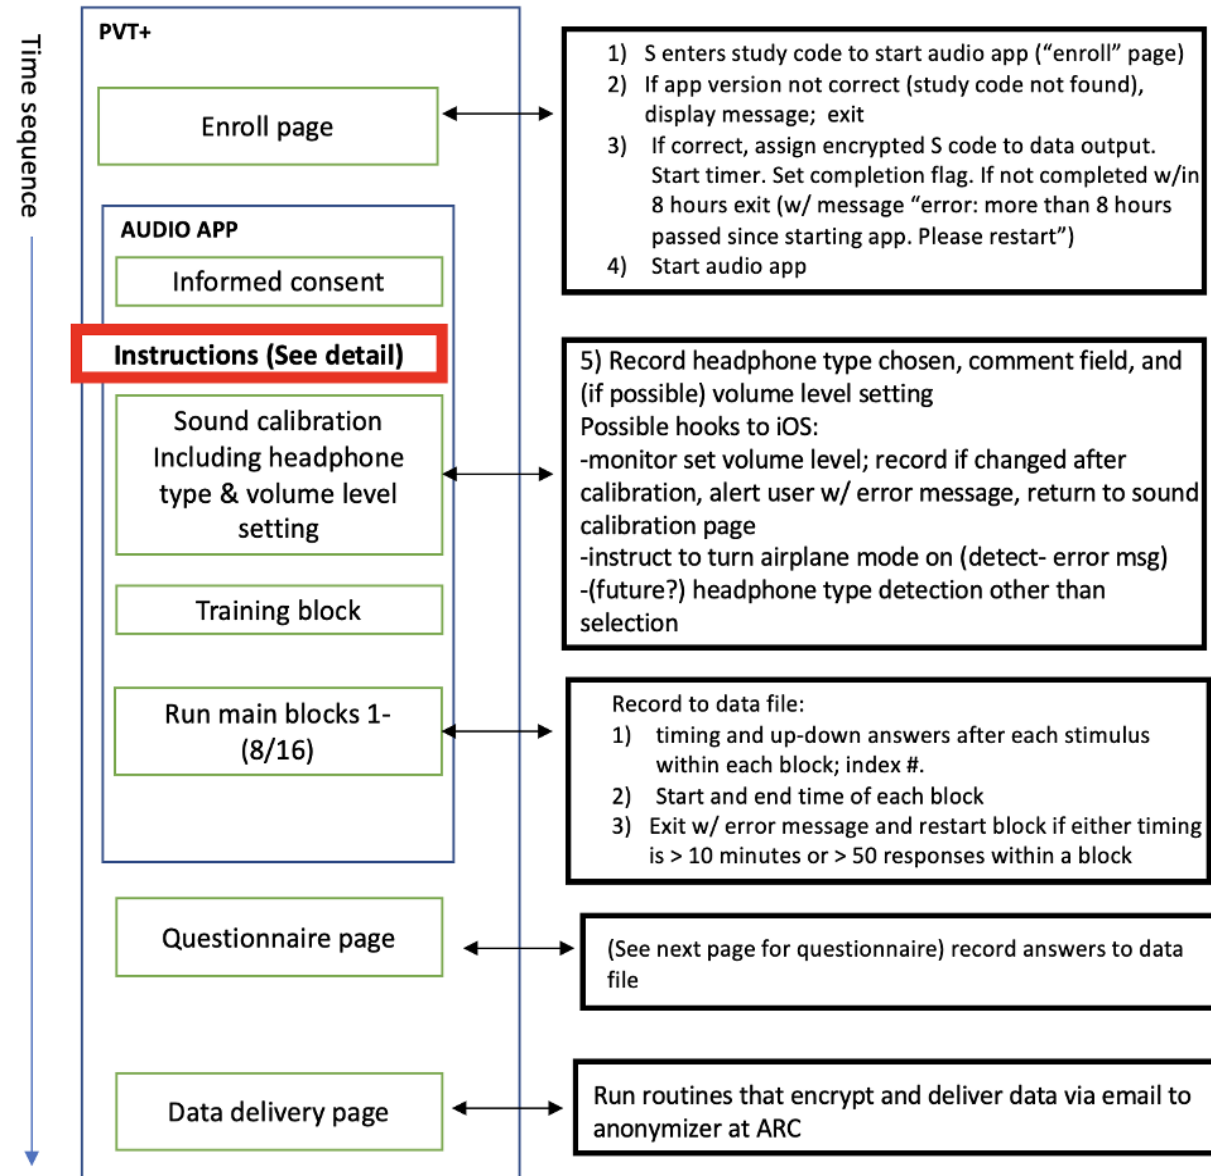 Time sequence
PVT+
Enroll page
1) S enters study code to start audio app (“enroll” page)
2) If app version not correct (study code not found),
display message; exit
3) If correct, assign encrypted S code to data output.
Start timer. Set completion flag. If not completed w/in
8 hours exit (w/ message “error: more than 8 hours
passed since starting app. Please restart”)
4) Start audio app
AUDIO APP
Informed consent
Instructions (See detail)
Sound calibration
Including headphone
type & volume level
setting
5) Record headphone type chosen, comment field, and
(if possible) volume level setting
Possible hooks to iOS:
-monitor set volume level; record if changed after
calibration, alert user w/ error message, return to sound
calibration page
-instruct to turn airplane mode on (detect- error msg)
-(future?) headphone type detection other than
selection
Training block
Run main blocks 1-
(8/16)
Record to data file:
1) timing and up-down answers after each stimulus
within each block; index #.
2) Start and end time of each block
3) Exit w/ error message and restart block if either timing
is > 10 minutes or > 50 responses within a block
Questionnaire page
(See next page for questionnaire) record answers to data
file
Data delivery page
Run routines that encrypt and deliver data via email to
anonymizer at ARC